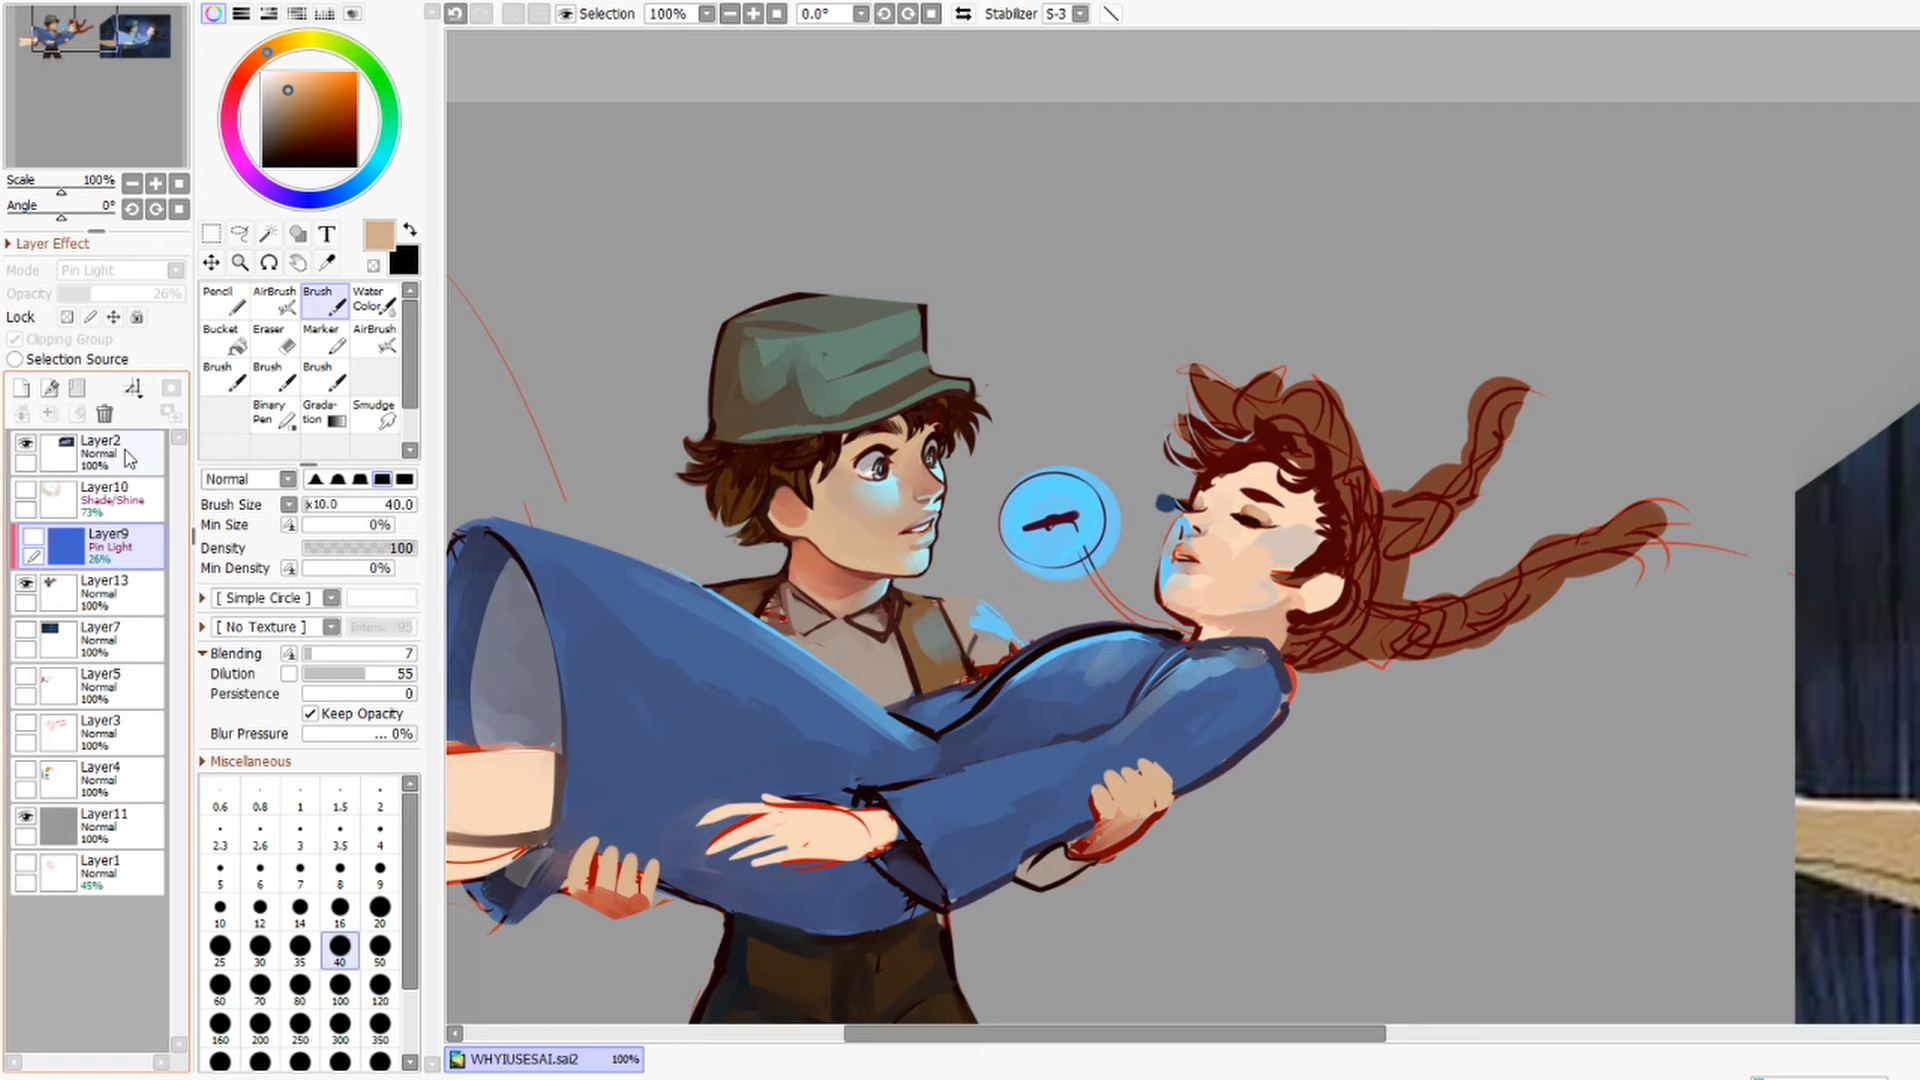 Selection 100% 0.0° Stabilizer S-3
Scale 100%
Angle 0°
Layer Effect
Mode Pin Light
Opacity 26%
Lock
Clipping Group
Selection Source
Layer2
Normal
100%
Layer10
Shade/Shine
73%
Layer9
Pin Light
26%
Layer13
Normal
100%
Layer7
Normal
100%
Layer5
Normal
100%
Layer3
Normal
100%
Layer4
Normal
100%
Layer11
Normal
100%
Layer1
Normal
45%
T
Pencil AirBrush Brush Water Color
Bucket Eraser Marker AirBrush
Brush Brush Brush
Binary Pen Grada-tion Smudge
Normal
Brush Size x10.0 40.0
Min Size 0%
Density 100
Min Density 0%
[ Simple Circle ]
[ No Texture ] Intens. 95
Blending 7
Dilution 55
Persistence 0
Keep Opacity
Blur Pressure ... 0%
Miscellaneous
0.6 0.8 1 1.5 2
2.3 2.6 3 3.5 4
5 6 7 8 9
10 12 14 16 20
25 30 35 40 50
60 70 80 100 120
160 200 250 300 350
WHYIUSESAI.sai2 100%